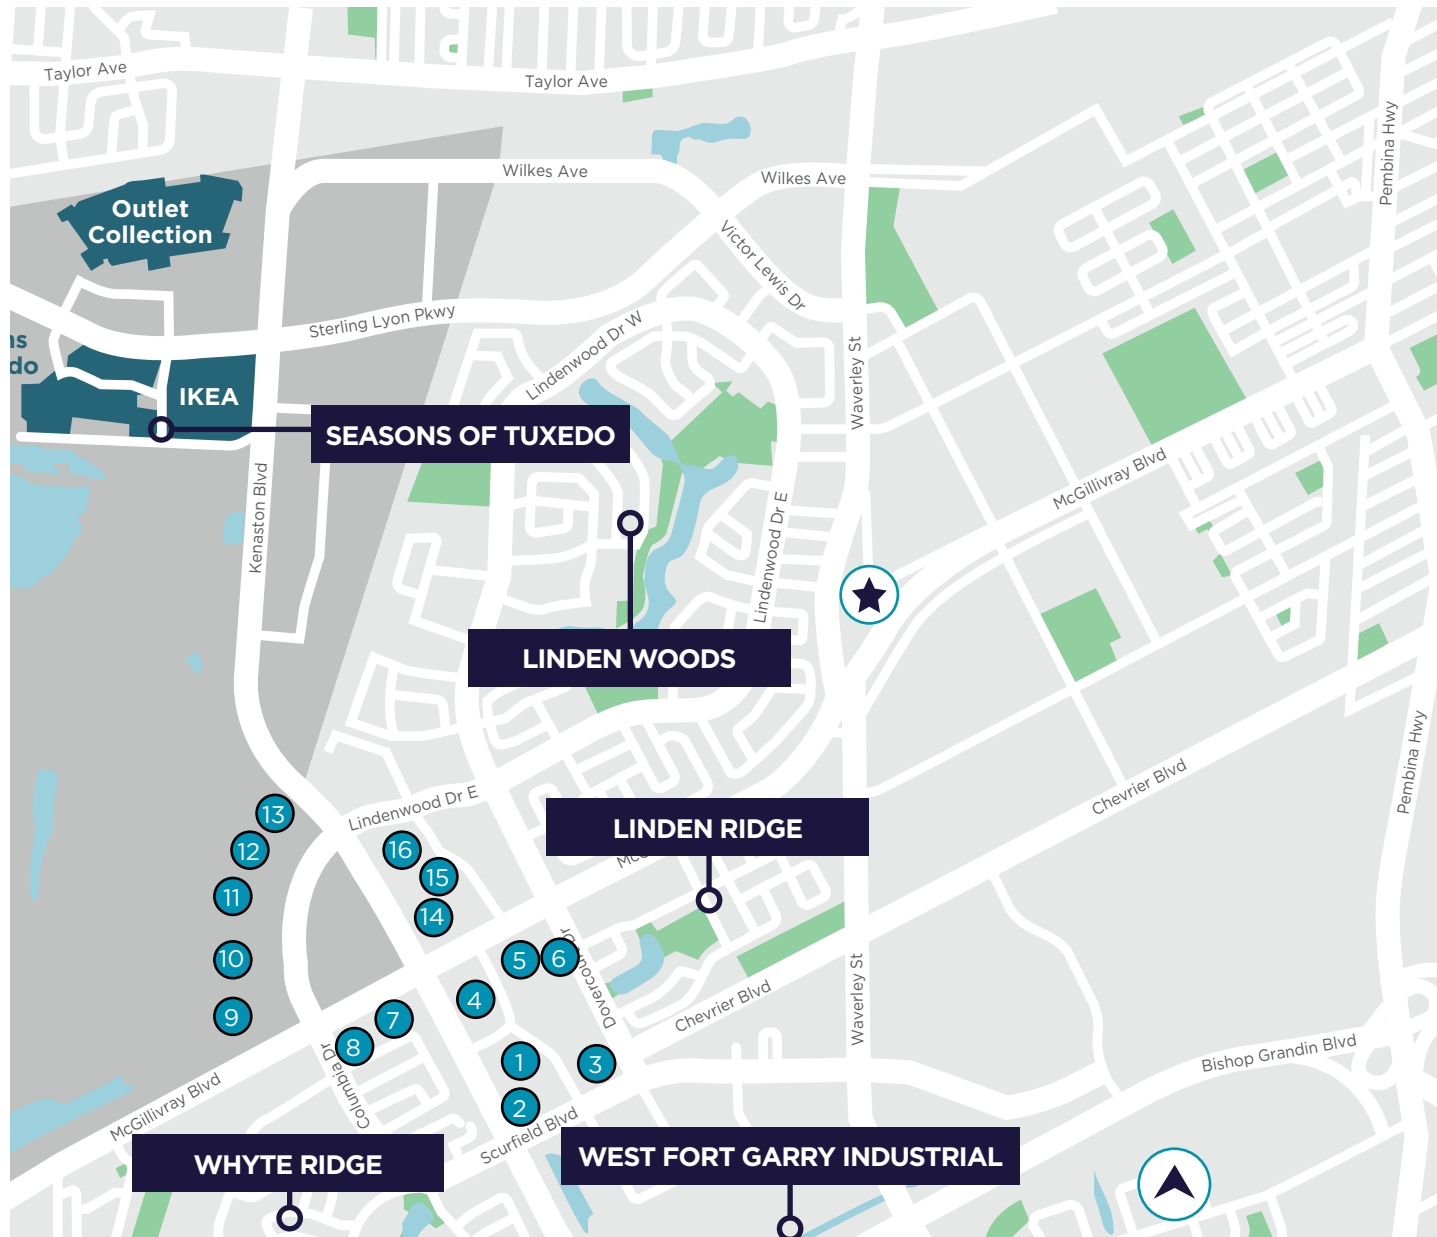 Taylor Ave
Taylor Ave
Pembina Hwy
Wilkes Ave
Wilkes Ave
Outlet
Collection
Victor Lewis Dr
Sterling Lyon Pkwy
Lindenwood Dr W
Waverley St
IKEA
SEASONS OF TUXEDO
McGillivray Blvd
Kenaston Blvd
Lindenwood Dr E
LINDEN WOODS
Pembina Hwy
Chevrier Blvd
Lindenwood Dr E
13
12
16
LINDEN RIDGE
15
11
14
10
5
6
Dovercourt Dr
4
Chevrier Blvd
Waverley St
9
7
8
1
3
Bishop Grandin Blvd
Columbia Dr
McGillivray Blvd
2
Scurfield Blvd
WHYTE RIDGE
WEST FORT GARRY INDUSTRIAL